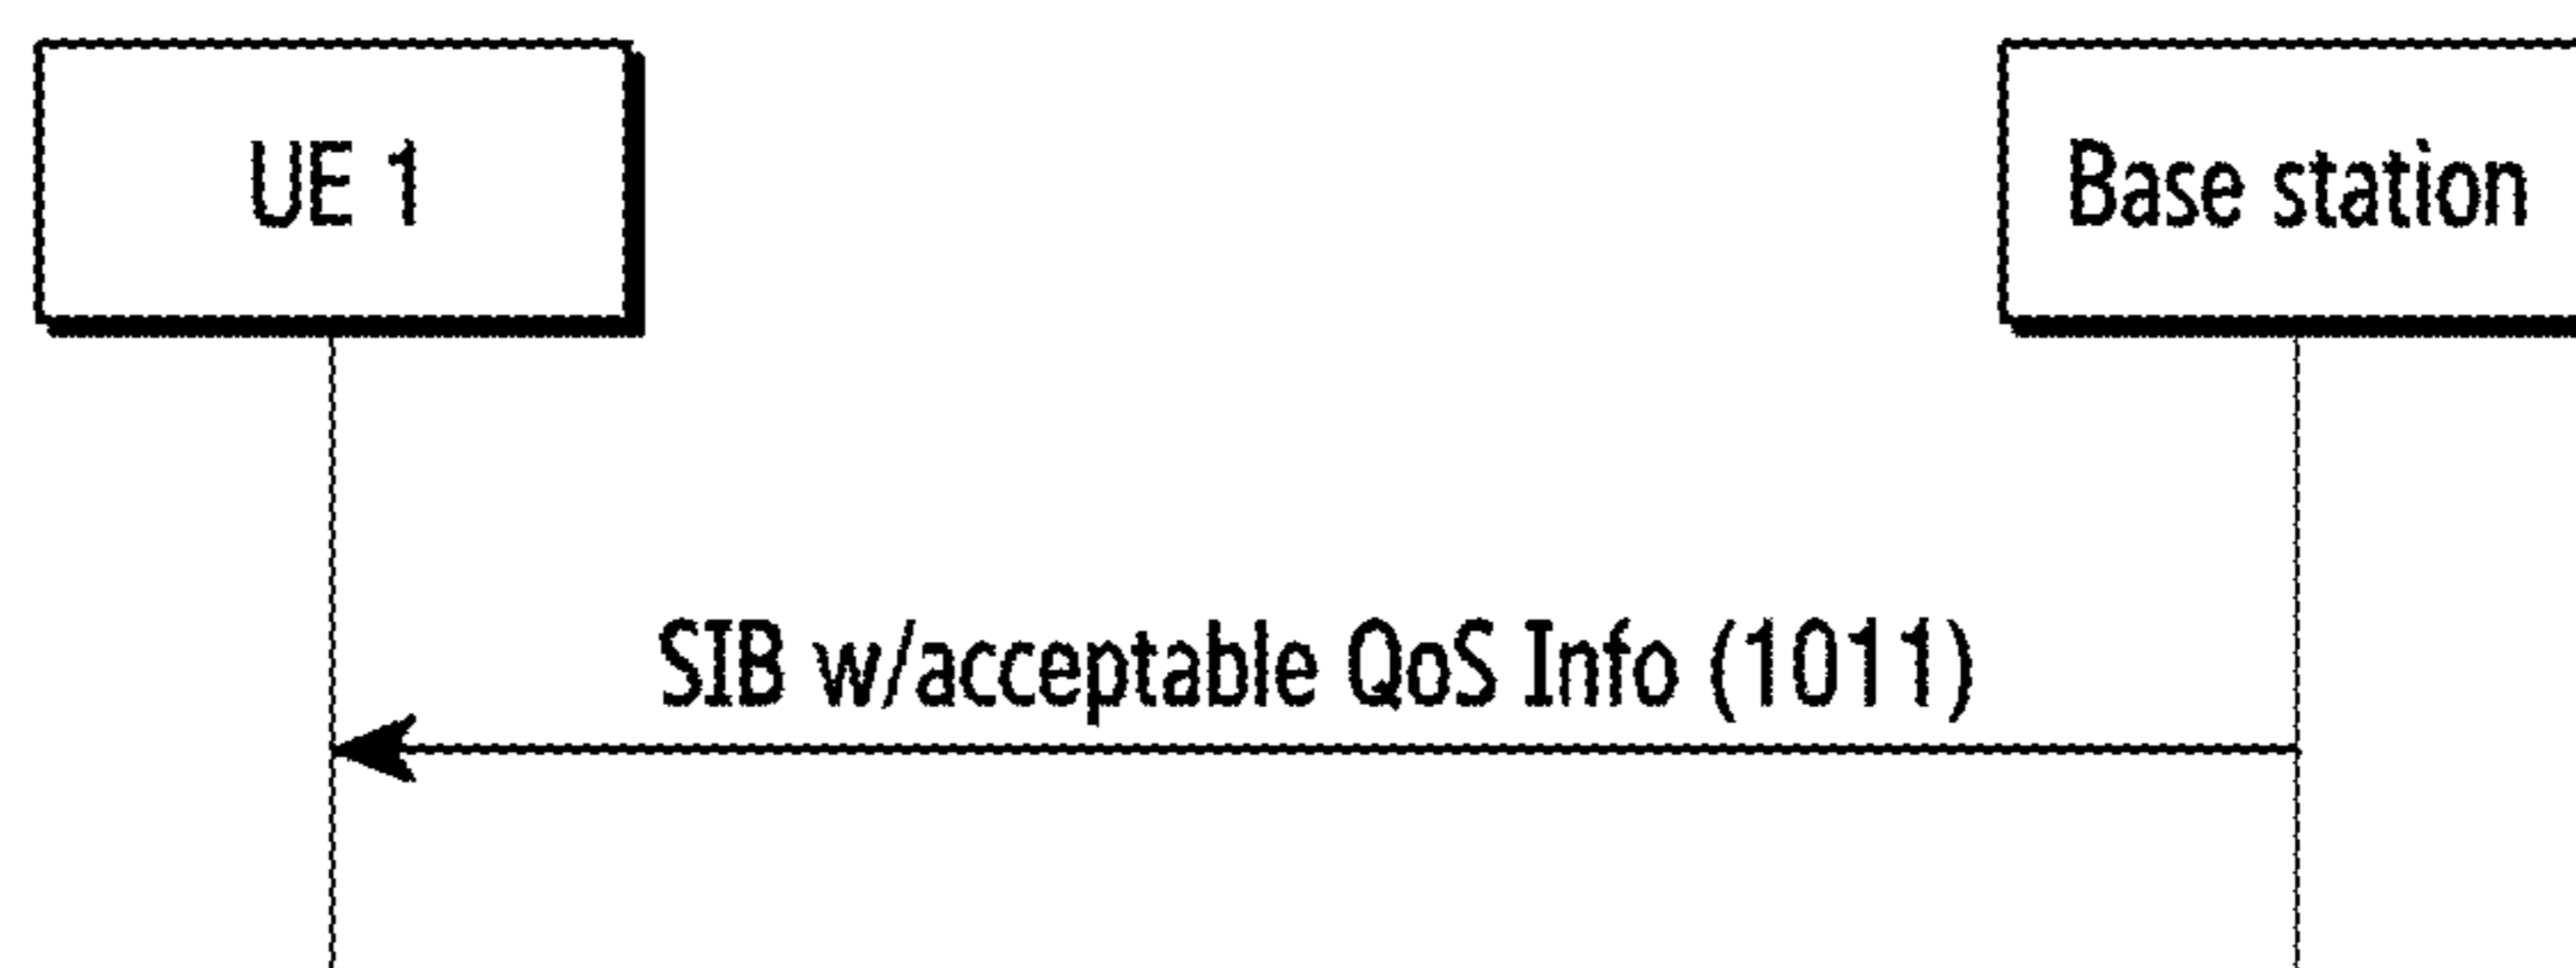 UE 1
Base station
SIB w/acceptable QoS Info (1011)